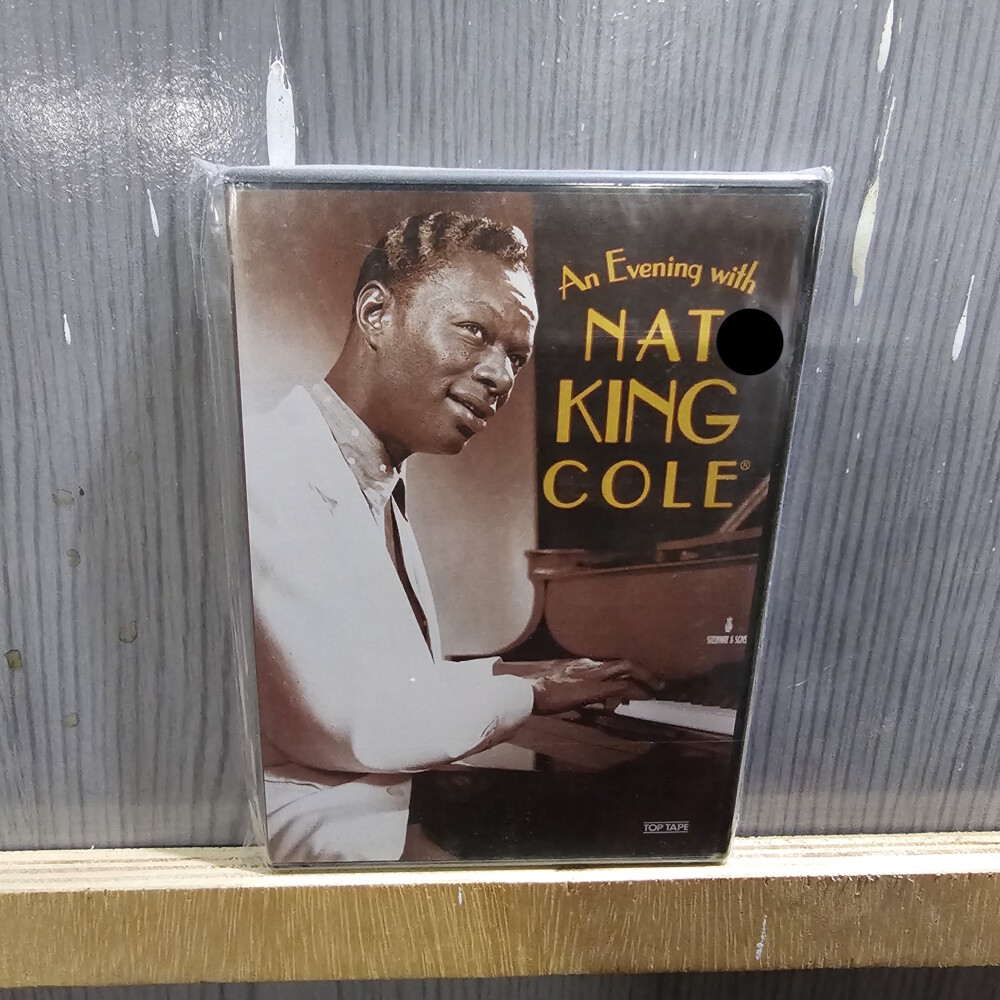 An Evening with
NAT
KING
COLE®
STEINWAY & SONS
TOP TAPE